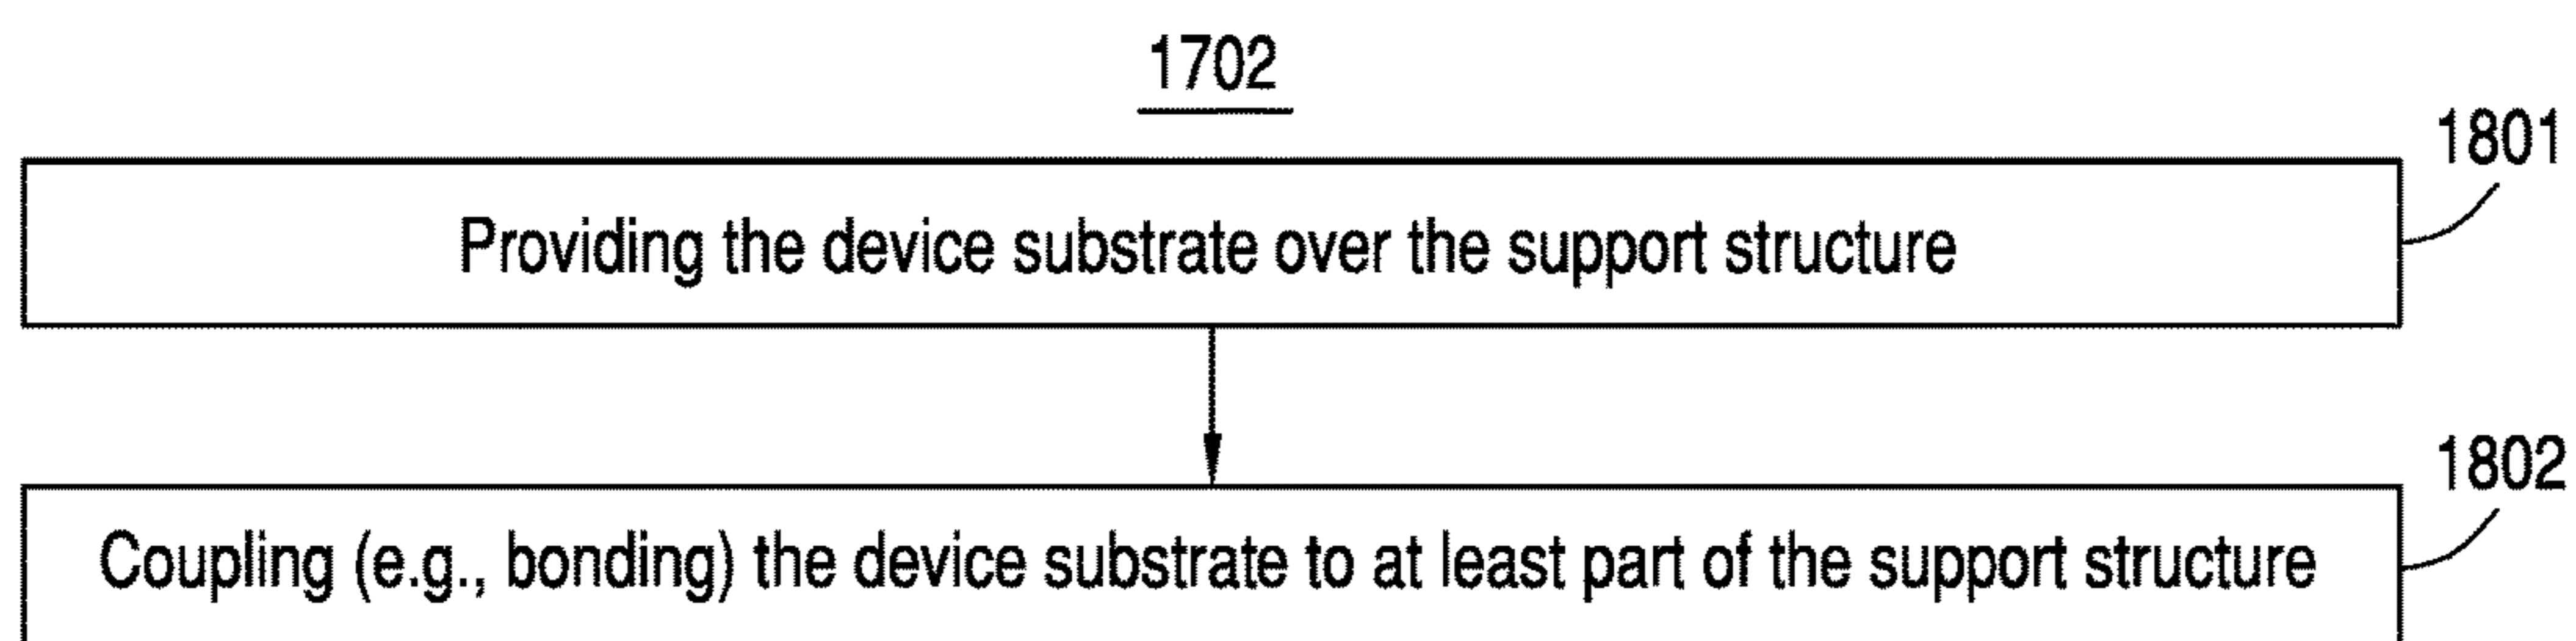 1702
1801
Providing the device substrate over the support structure
1802
Coupling (e.g., bonding) the device substrate to at least part of the support structure